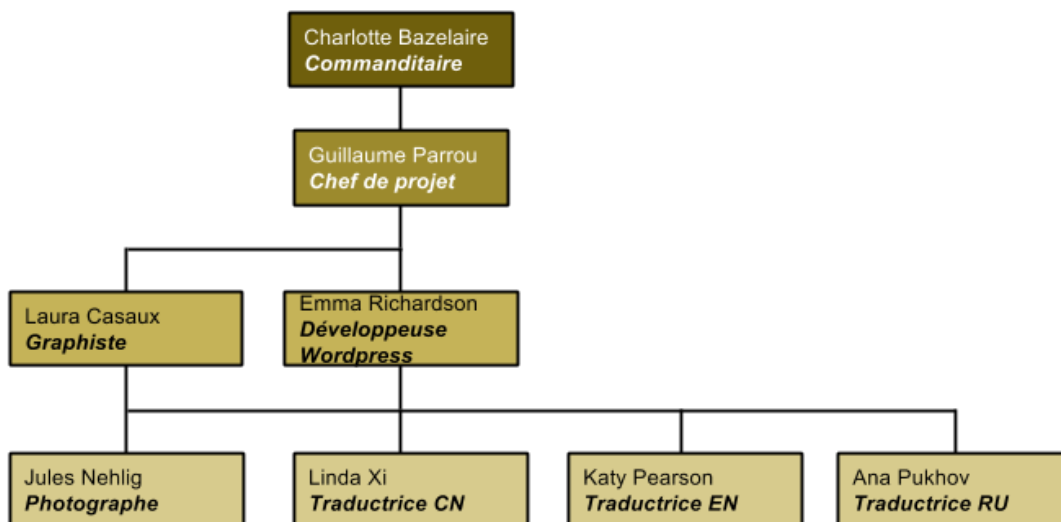 Charlotte Bazelaire
Commanditaire
Guillaume Parrou
Chef de projet
Laura Casaux
Graphiste
Emma Richardson
Développeuse
Wordpress
Jules Nehlig
Photographe
Linda Xi
Traductrice CN
Katy Pearson
Traductrice EN
Ana Pukhov
Traductrice RU